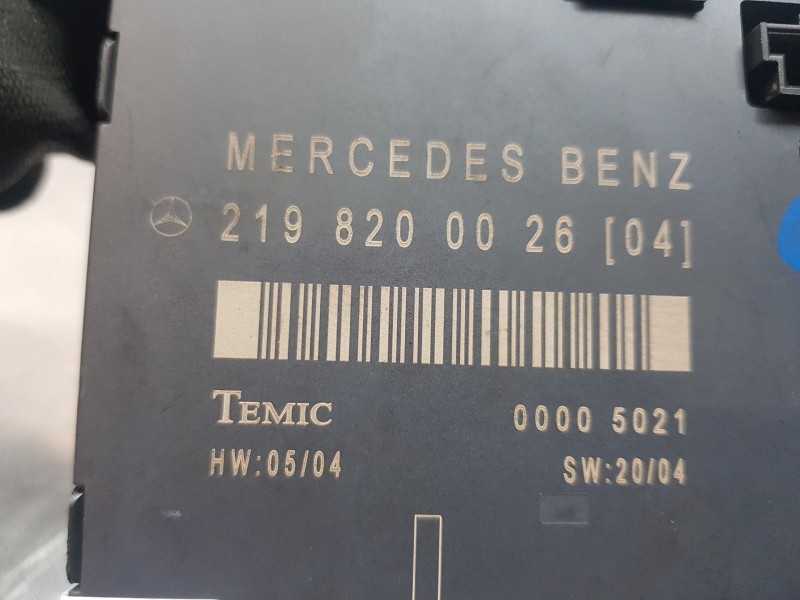 MERCEDES BENZ
219 820 00 26 [04]
TEMIC 0000 5021
HW:05/04 SW:20/04